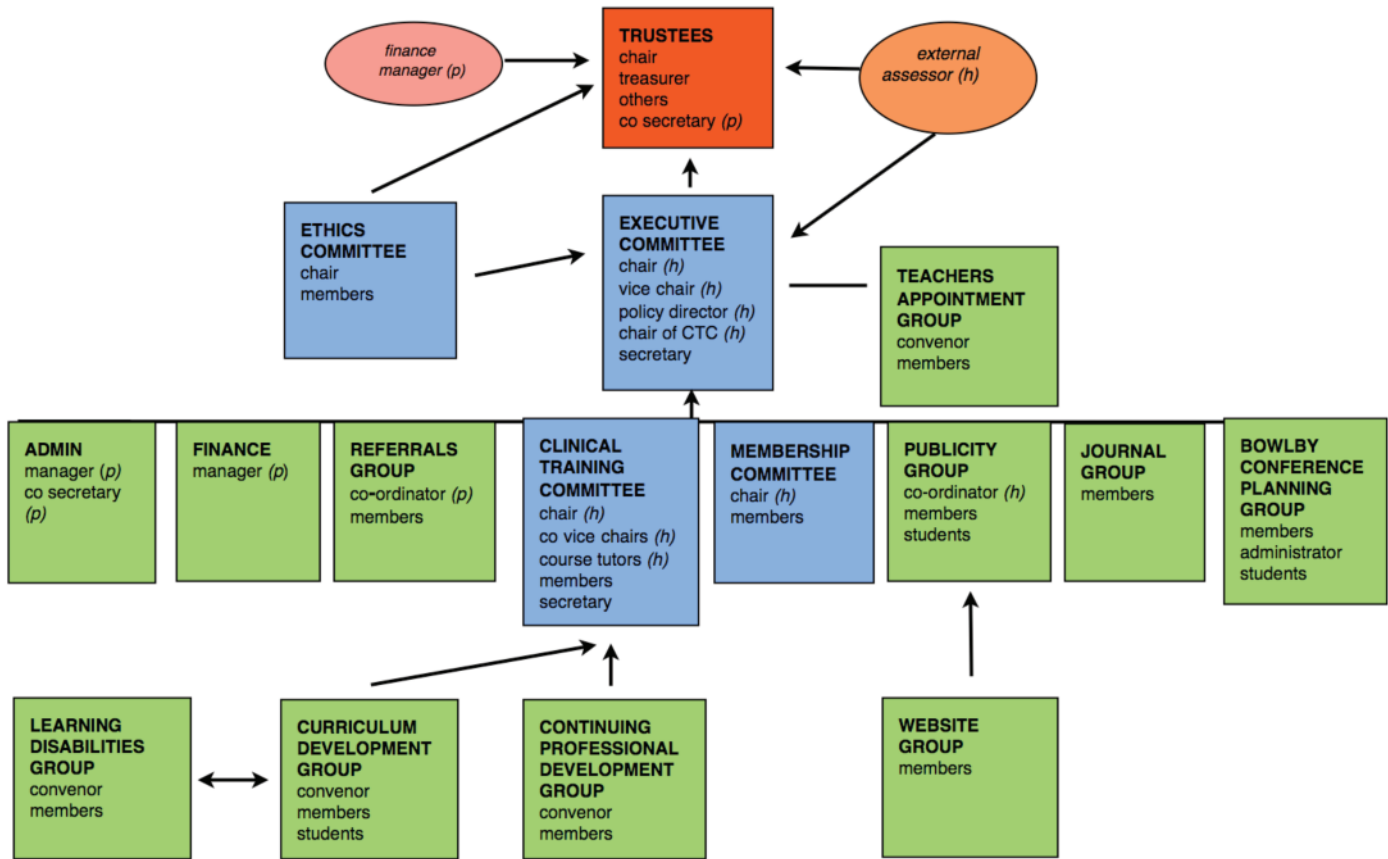 finance
manager (p)
TRUSTEES
chair
treasurer
others
co secretary (p)
external
assessor (h)
ETHICS
COMMITTEE
chair
members
EXECUTIVE
COMMITTEE
chair (h)
vice chair (h)
policy director (h)
chair of CTC (h)
secretary
TEACHERS
APPOINTMENT
GROUP
convenor
members
ADMIN
manager (p)
co secretary
(p)
FINANCE
manager (p)
REFERRALS
GROUP
co-ordinator (p)
members
CLINICAL
TRAINING
COMMITTEE
chair (h)
co vice chairs (h)
course tutors (h)
members
secretary
MEMBERSHIP
COMMITTEE
chair (h)
members
PUBLICITY
GROUP
co-ordinator (h)
members
students
JOURNAL
GROUP
members
BOWLBY
CONFERENCE
PLANNING
GROUP
members
administrator
students
LEARNING
DISABILITIES
GROUP
convenor
members
CURRICULUM
DEVELOPMENT
GROUP
convenor
members
students
CONTINUING
PROFESSIONAL
DEVELOPMENT
GROUP
convenor
members
WEBSITE
GROUP
members